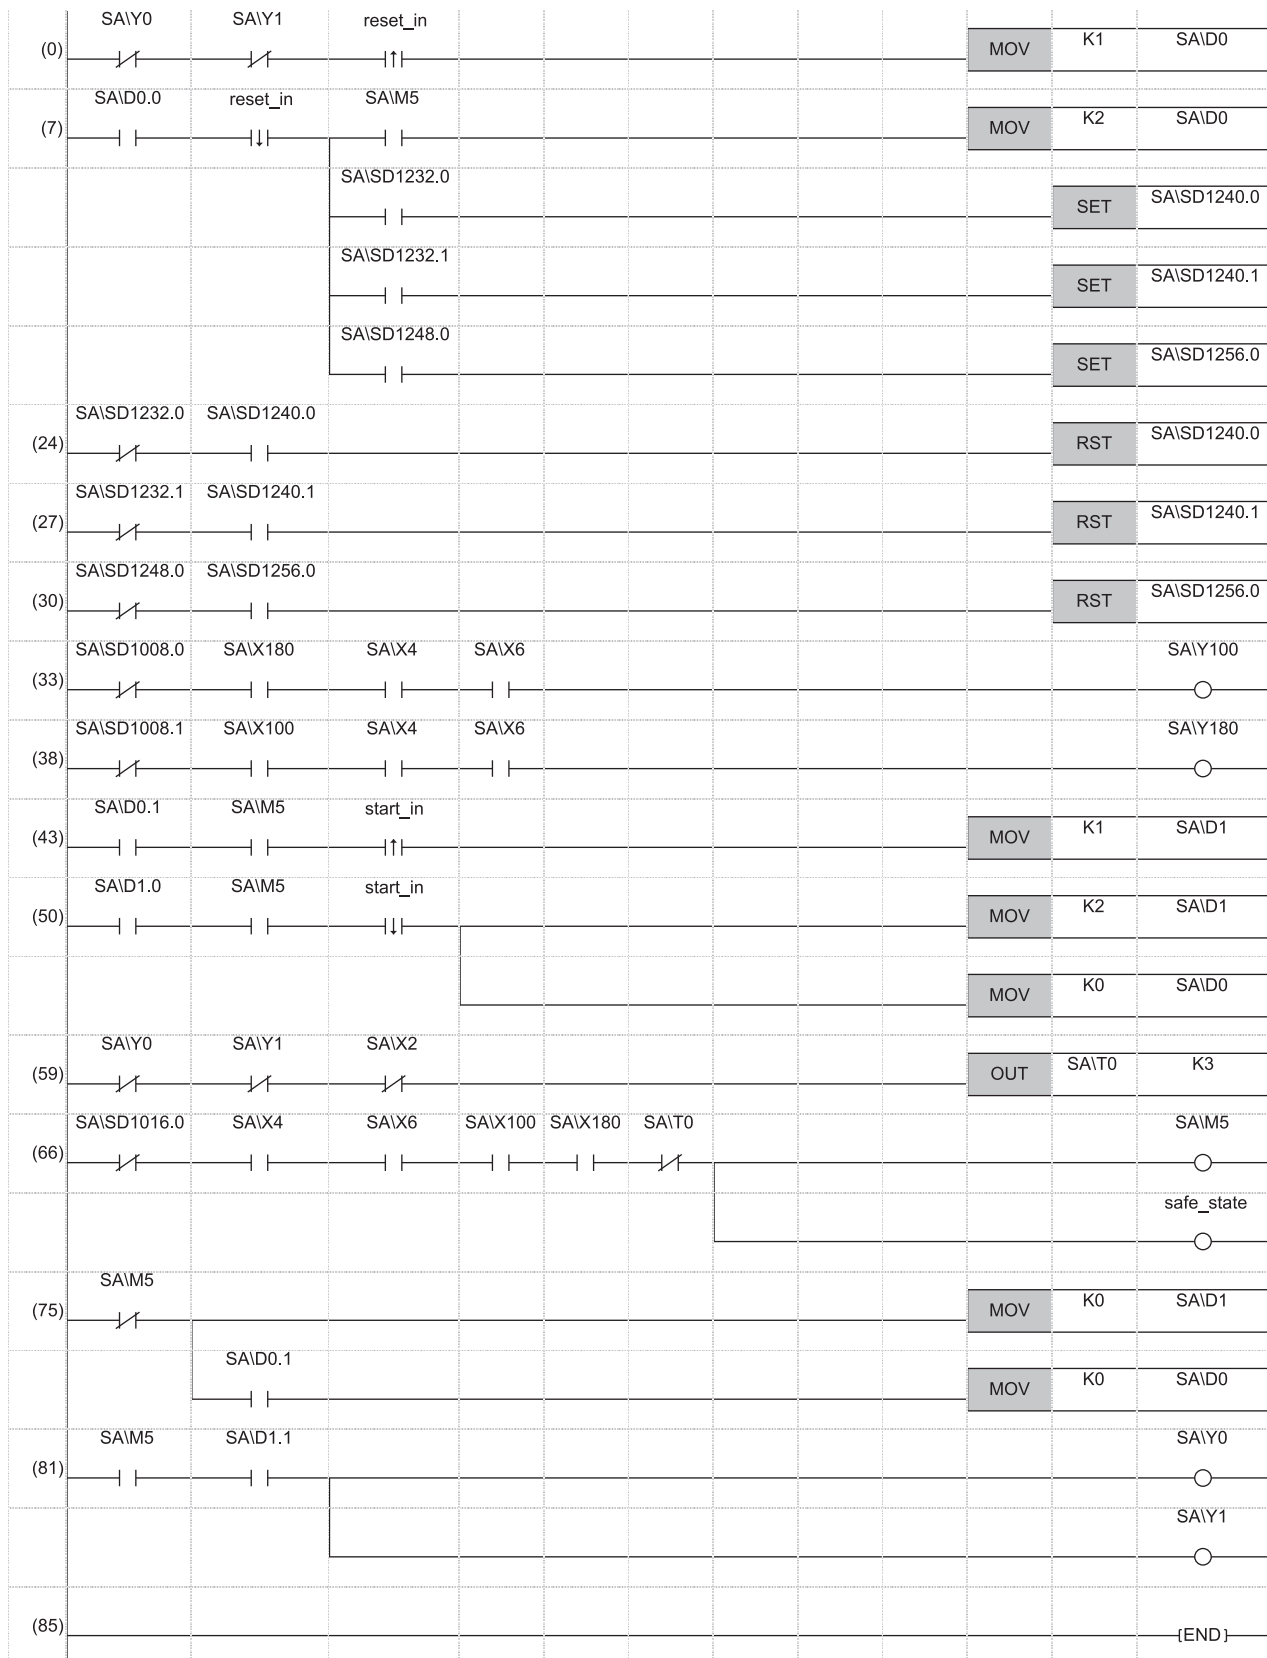 SA\Y0 SA\Y1 reset_in
(0) MOV K1 SA\D0
SA\D0.0 reset_in SA\M5
(7) MOV K2 SA\D0
SA\SD1232.0
SET SA\SD1240.0
SA\SD1232.1
SET SA\SD1240.1
SA\SD1248.0
SET SA\SD1256.0
SA\SD1232.0 SA\SD1240.0
(24) RST SA\SD1240.0
SA\SD1232.1 SA\SD1240.1
(27) RST SA\SD1240.1
SA\SD1248.0 SA\SD1256.0
(30) RST SA\SD1256.0
SA\SD1008.0 SA\X180 SA\X4 SA\X6 SA\Y100
(33)
SA\SD1008.1 SA\X100 SA\X4 SA\X6 SA\Y180
(38)
SA\D0.1 SA\M5 start_in
(43) MOV K1 SA\D1
SA\D1.0 SA\M5 start_in
(50) MOV K2 SA\D1
MOV K0 SA\D0
SA\Y0 SA\Y1 SA\X2
(59) OUT SA\T0 K3
SA\SD1016.0 SA\X4 SA\X6 SA\X100 SA\X180 SA\T0 SA\M5
(66)
safe_state
SA\M5
(75) MOV K0 SA\D1
SA\D0.1
MOV K0 SA\D0
SA\M5 SA\D1.1 SA\Y0
(81)
SA\Y1
(85) [END]